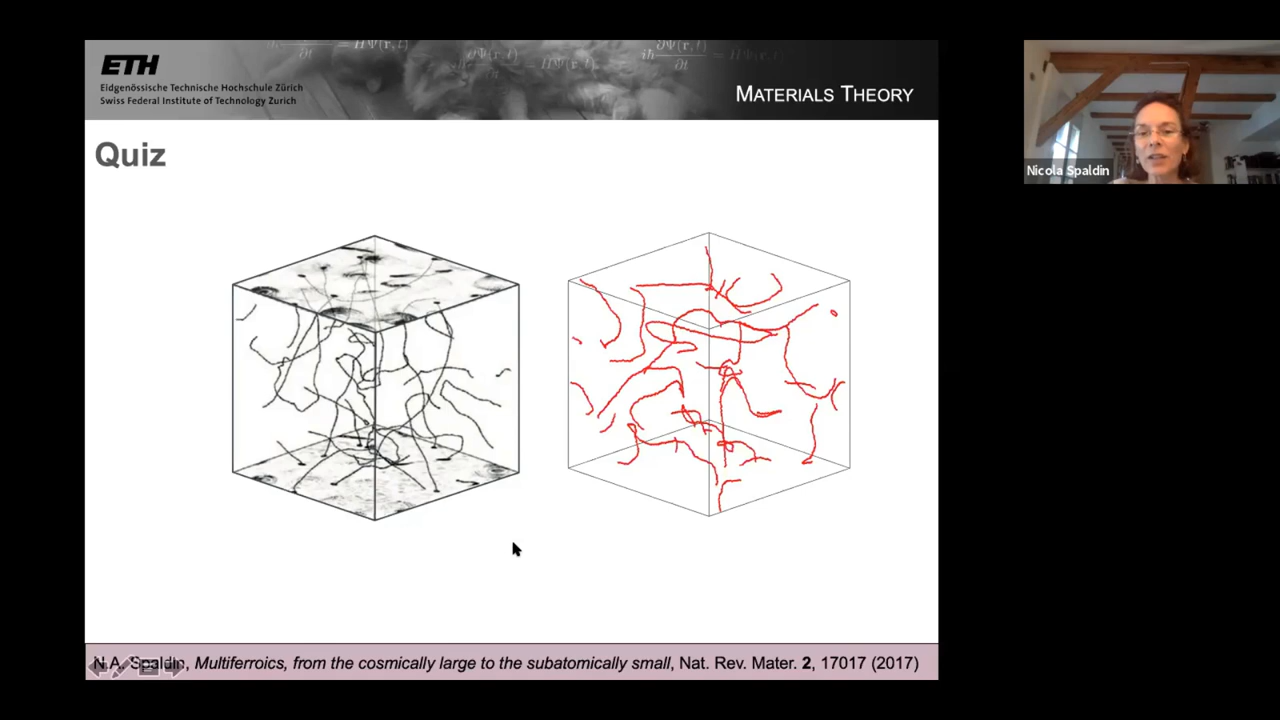 ETH
Eidgenössische Technische Hochschule Zürich
Swiss Federal Institute of Technology Zurich
MATERIALS THEORY
Quiz
Nicola Spaldin
N.A. Spaldin, Multiferroics, from the cosmically large to the subatomically small, Nat. Rev. Mater. 2, 17017 (2017)